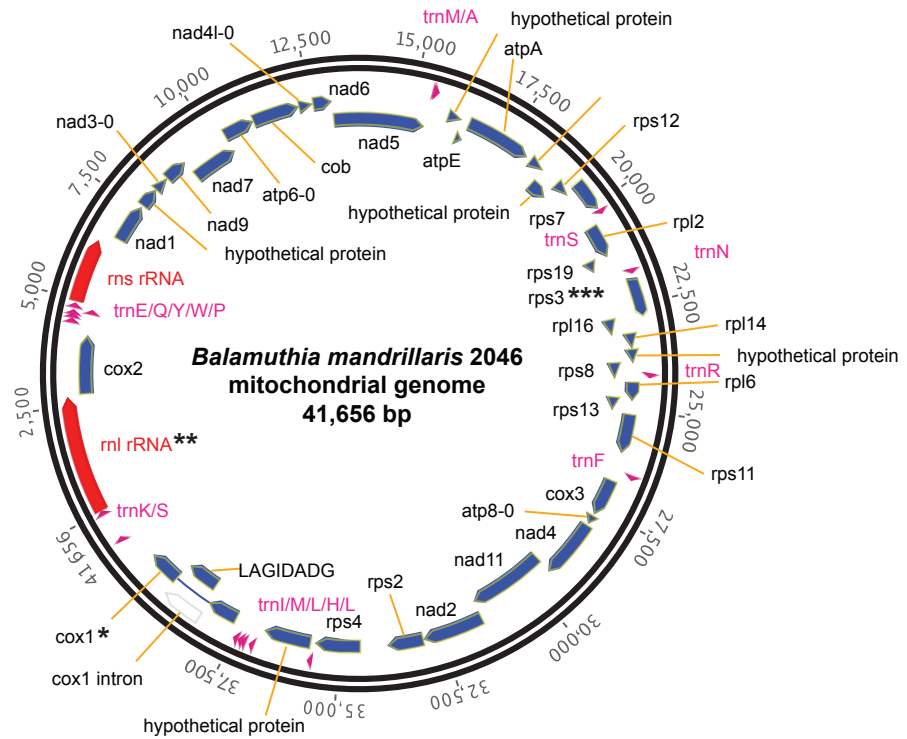 trnM/A
hypothetical protein
nad4l-0
12,500
15,000
atpA
nad6
17,500
10,000
nad3-0
nad5
rps12
cob
atpE
7,500
nad7
atp6-0
20,000
nad9
hypothetical protein
rps7
rpl2
nad1
hypothetical protein
trnS
trnN
rns rRNA
rps19
5,000
rps3 ***
22,500
trnE/Q/Y/W/P
rpl16
rpl14
hypothetical protein
cox2
Balamuthia mandrillaris 2046
mitochondrial genome
41,656 bp
rps8
trnR
rpl6
2,500
rps13
25,000
rnl rRNA**
trnF
rps11
cox3
trnK/S
atp8-0
nad4
41,656
27,500
nad11
LAGIDADG
rps2
trnI/M/L/H/L
nad2
30,000
cox1*
rps4
cox1 intron
37,500
32,500
35,000
hypothetical protein